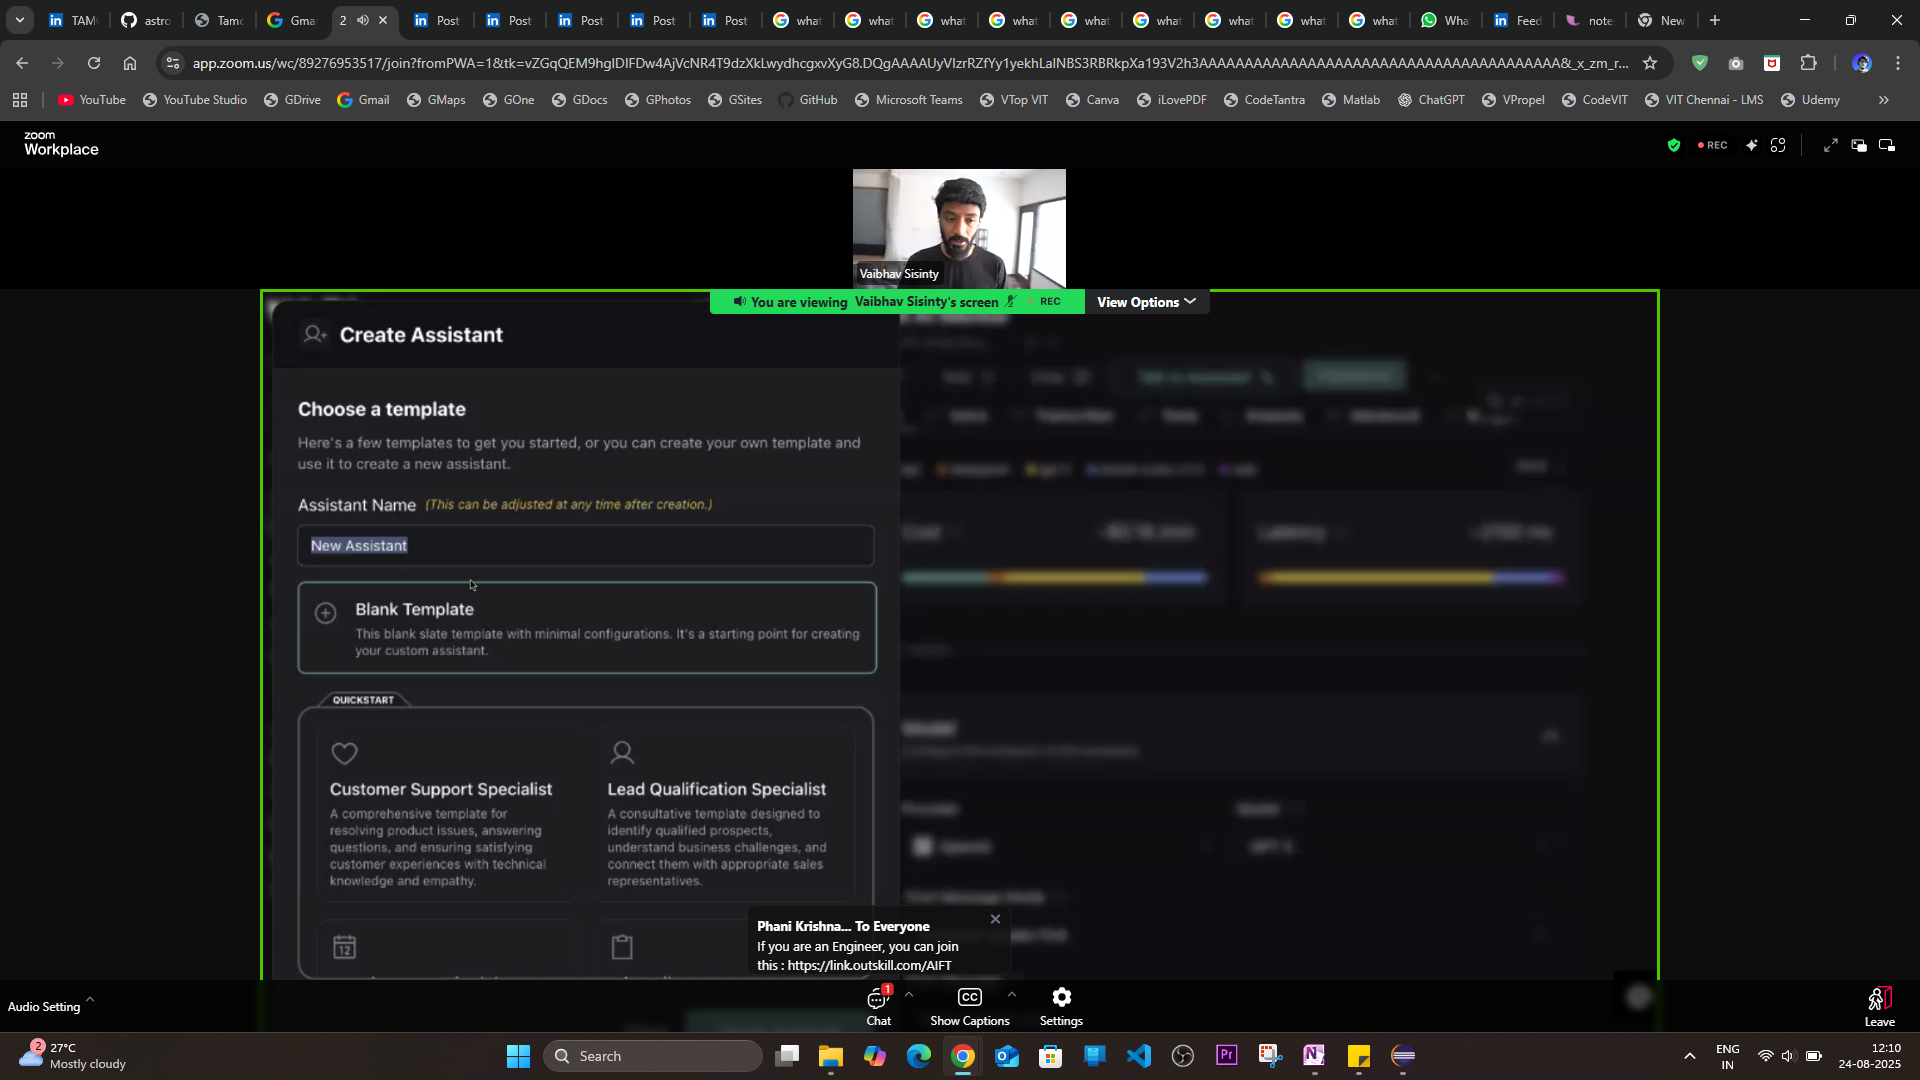 TAM
astro
Tamc
Gmai
2
Post
Post
Post
Post
Post
what
what
what
what
what
what
what
what
what
Wha
Feed
note
New
app.zoom.us/wc/89276953517/join?fromPWA=1&tk=vZGqQEM9hgIDIFDw4AjVcNR4T9dzXkLwydhcgxvXyG8.DQgAAAAUyVIzrRZfYy1yekhLaINBS3RBRkpXa193V2h3AAAAAAAAAAAAAAAAAAAAAAAAAAAAAAAAAAAAAAAA&_x_zm_r...
YouTube
YouTube Studio
GDrive
Gmail
GMaps
GOne
GDocs
GPhotos
GSites
GitHub
Microsoft Teams
VTop VIT
Canva
iLovePDF
CodeTantra
Matlab
ChatGPT
VPropel
CodeVIT
VIT Chennai - LMS
Udemy
zoom
Workplace
REC
Vaibhav Sisinty
You are viewing Vaibhav Sisinty's screen
REC
View Options
Create Assistant
Choose a template
Here's a few templates to get you started, or you can create your own template and
use it to create a new assistant.
Assistant Name (This can be adjusted at any time after creation.)
New Assistant
Blank Template
This blank slate template with minimal configurations. It's a starting point for creating
your custom assistant.
QUICKSTART
Customer Support Specialist
A comprehensive template for
resolving product issues, answering
questions, and ensuring satisfying
customer experiences with technical
knowledge and empathy.
Lead Qualification Specialist
A consultative template designed to
identify qualified prospects,
understand business challenges, and
connect them with appropriate sales
representatives.
12
Cost
Latency
Model
Phani Krishna... To Everyone
If you are an Engineer, you can join
this : https://link.outskill.com/AIFT
Audio Setting
1
Chat
CC
Show Captions
Settings
Leave
2
27°C
Mostly cloudy
Search
Pr
ENG
IN
12:10
24-08-2025